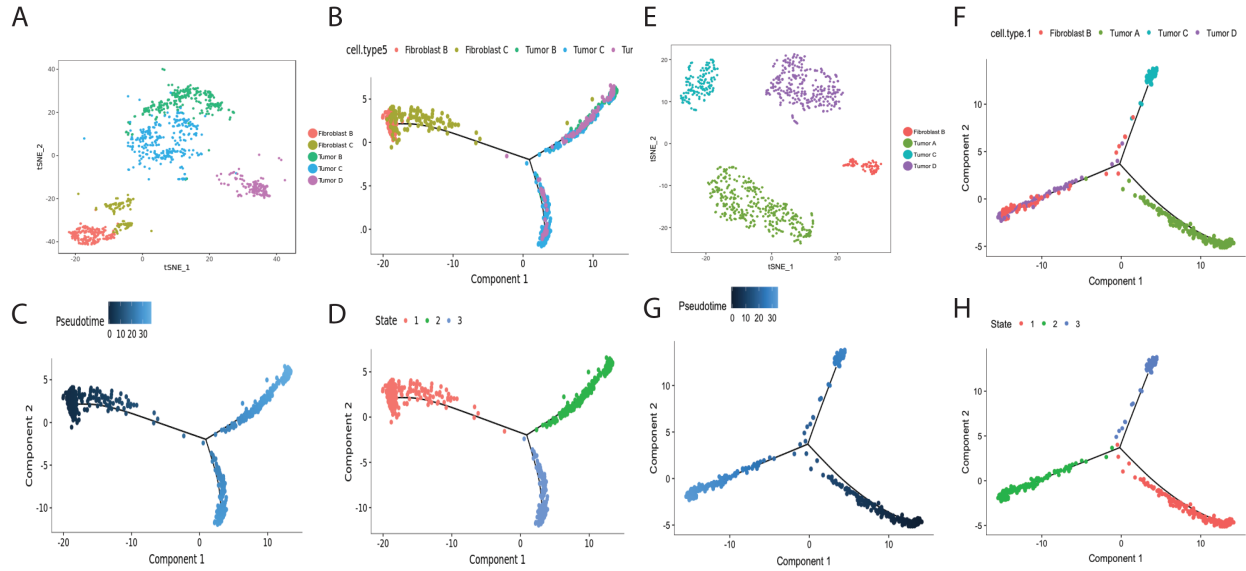 A
40
20
0
-20
-40
tSNE_2
-20
0
20
40
tSNE_1
Fibroblast B
Fibroblast C
Tumor B
Tumor C
Tumor D
B
cell.type5 Fibroblast B Fibroblast C Tumor B Tumor C Tur
5
0
-5
.0
-20
-10
0
10
Component 1
E
20
10
0
-10
-20
tSNE_2
-20
0
20
tSNE_1
Fibroblast B
Tumor A
Tumor C
Tumor D
F
cell.type.1 Fibroblast B Tumor A Tumor C Tumor D
10
5
0
-5
Component 2
-10
0
10
Component 1
C
Pseudotime
0 10 20 30
5
0
-5
-10
Component 2
-20
-10
0
10
Component 1
D
State 1 2 3
5
0
-5
-10
Component 2
-20
-10
0
10
Component 1
G
Pseudotime
0 10 20 30
10
5
0
-5
Component 2
-10
0
10
Component 1
H
State 1 2 3
10
5
0
-5
Component 2
-10
0
10
Component 1